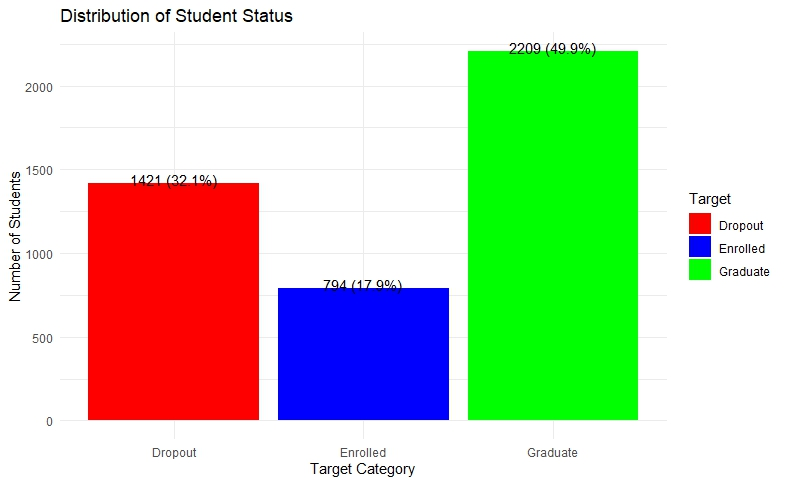 Distribution of Student Status
Number of Students
2000
1500
1000
500
0
1421 (32.1%)
794 (17.9%)
2209 (49.9%)
Dropout
Enrolled
Graduate
Target Category
Target
Dropout
Enrolled
Graduate